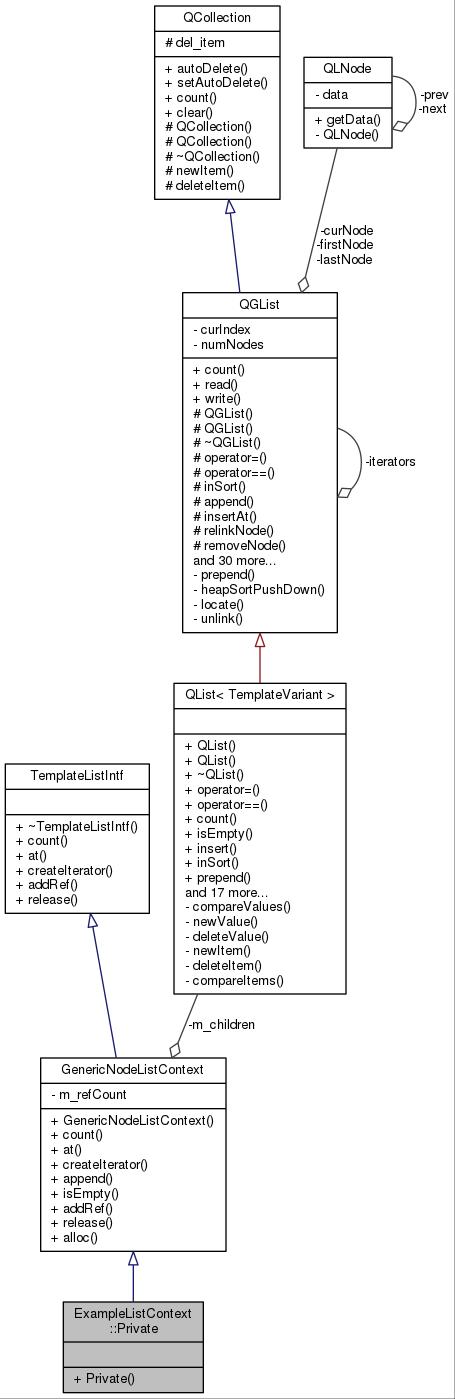 QCollection
# del_item
+ autoDelete()
+ setAutoDelete()
+ count()
+ clear()
# QCollection()
# QCollection()
# ~QCollection()
# newItem()
# deleteItem()
QLNode
- data
+ getData()
- QLNode()
-prev
-next
-curNode
-firstNode
-lastNode
QGList
- curIndex
- numNodes
+ count()
+ read()
+ write()
# QGList()
# QGList()
# ~QGList()
# operator=()
# operator==()
# inSort()
# append()
# insertAt()
# relinkNode()
# removeNode()
and 30 more...
- prepend()
- heapSortPushDown()
- locate()
- unlink()
-iterators
QList< TemplateVariant >
+ QList()
+ QList()
+ ~QList()
+ operator=()
+ operator==()
+ count()
+ isEmpty()
+ insert()
+ inSort()
+ prepend()
and 17 more...
- compareValues()
- newValue()
- deleteValue()
- newItem()
- deleteItem()
- compareItems()
TemplateListIntf
+ ~TemplateListIntf()
+ count()
+ at()
+ createIterator()
+ addRef()
+ release()
-m_children
GenericNodeListContext
- m_refCount
+ GenericNodeListContext()
+ count()
+ at()
+ createIterator()
+ append()
+ isEmpty()
+ addRef()
+ release()
+ alloc()
ExampleListContext
::Private
+ Private()